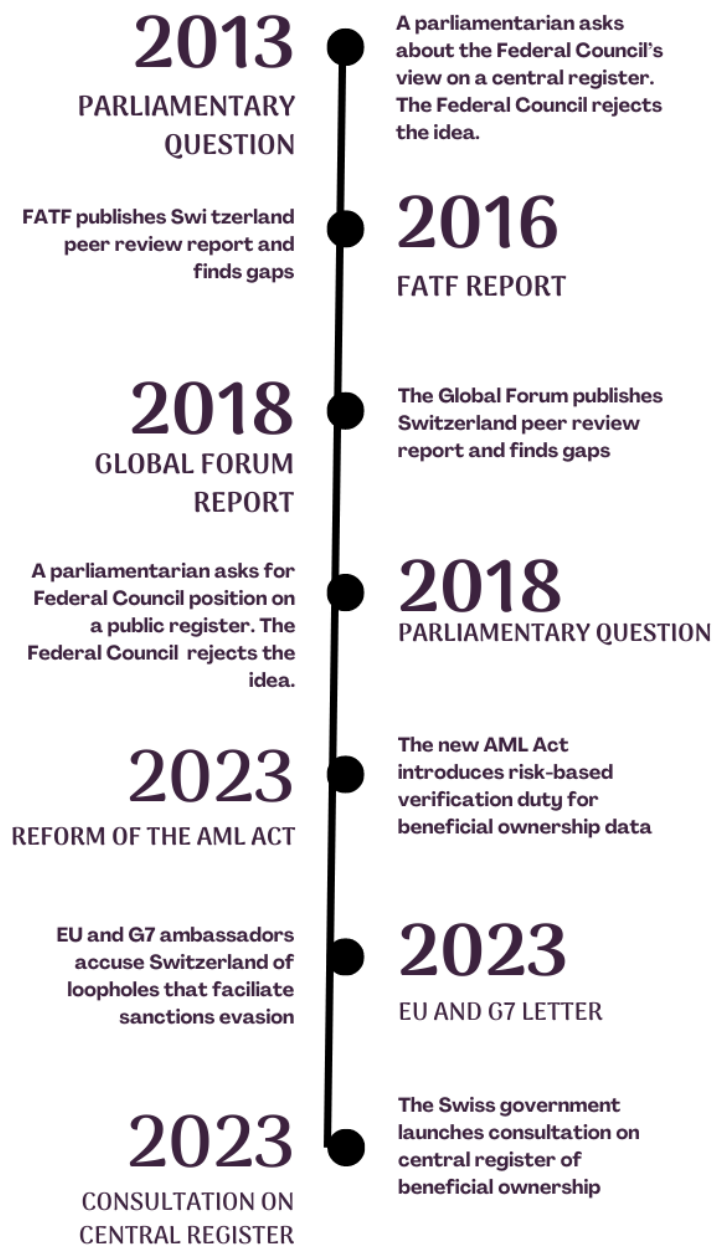 2013
PARLIAMENTARY
QUESTION
A parliamentarian asks
about the Federal Council's
view on a central register.
The Federal Council rejects
the idea.
2016
FATF REPORT
FATF publishes Swi tzerland
peer review report and
finds gaps
2018
GLOBAL FORUM
REPORT
The Global Forum publishes
Switzerland peer review
report and finds gaps
2018
PARLIAMENTARY QUESTION
A parliamentarian asks for
Federal Council position on
a public register. The
Federal Council rejects the
idea.
2023
REFORM OF THE AML ACT
The new AML Act
introduces risk-based
verification duty for
beneficial ownership data
2023
EU AND G7 LETTER
EU and G7 ambassadors
accuse Switzerland of
loopholes that faciliate
sanctions evasion
2023
CONSULTATION ON
CENTRAL REGISTER
The Swiss government
launches consultation on
central register of
beneficial ownership